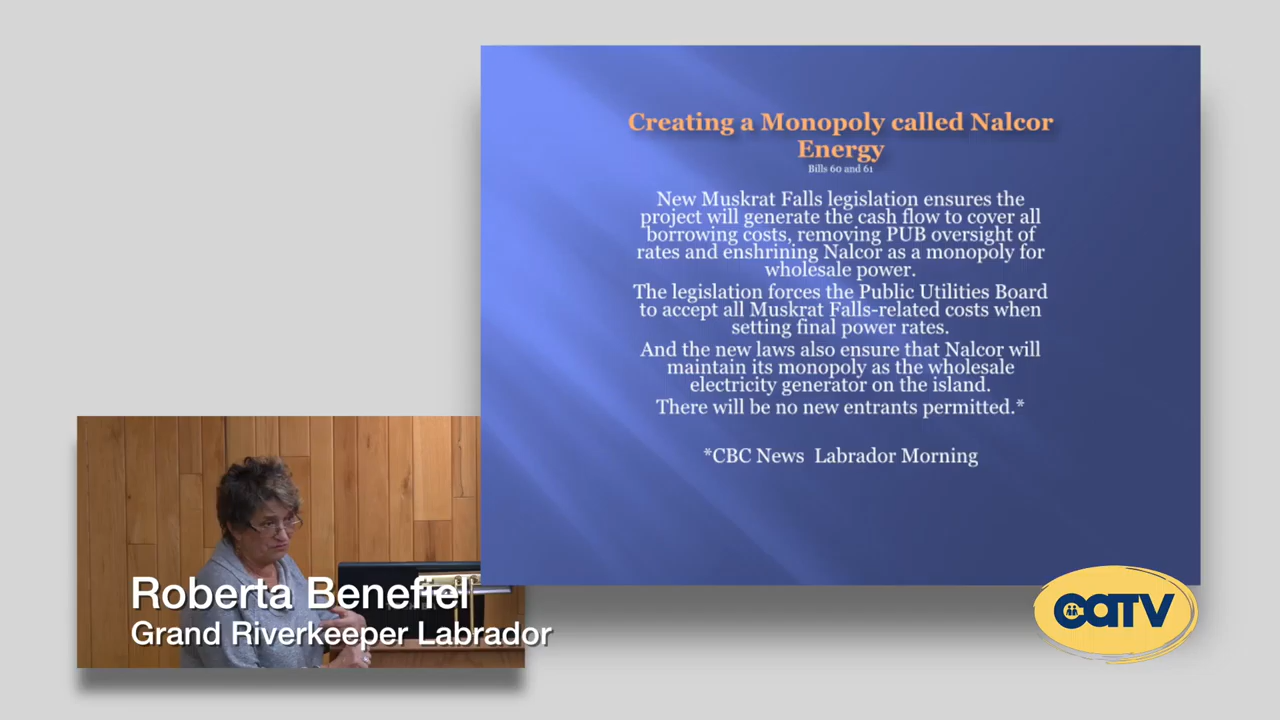 Creating a Monopoly called Nalcor
Energy
Bills 60 and 61
New Muskrat Falls legislation ensures the
project will generate the cash flow to cover all
borrowing costs, removing PUB oversight of
rates and enshrining Nalcor as a monopoly for
wholesale power.
The legislation forces the Public Utilities Board
to accept all Muskrat Falls-related costs when
setting final power rates.
And the new laws also ensure that Nalcor will
maintain its monopoly as the wholesale
electricity generator on the island.
There will be no new entrants permitted.*
*CBC News Labrador Morning
Roberta Benefiel
Grand Riverkeeper Labrador
CATV